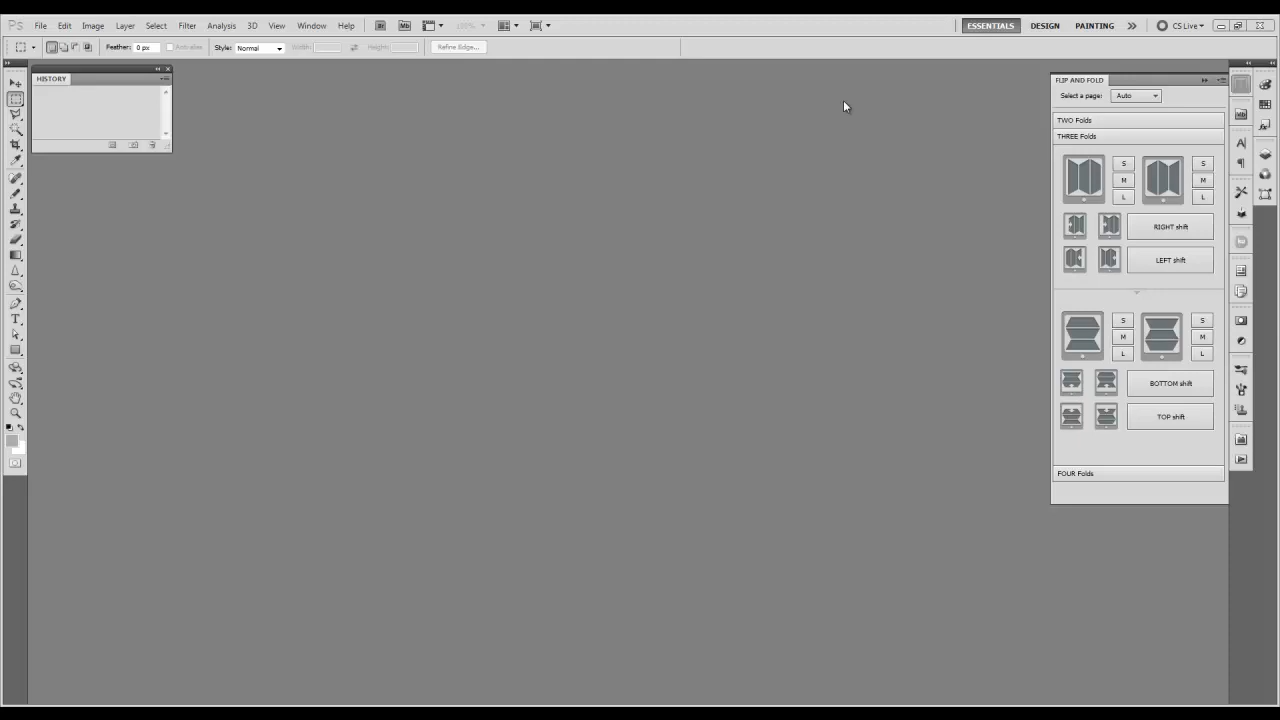 Ps File Edit Image Layer Select Filter Analysis 3D View Window Help Br Mb ESSENTIALS DESIGN PAINTING CS Live
Feather: 0 px Anti-alias Style: Normal Width: Height: Refine Edge...
HISTORY
FLIP AND FOLD
Select a page: Auto
TWO Folds
THREE Folds
S S
M M
L L
RIGHT shift
LEFT shift
S S
M M
L L
BOTTOM shift
TOP shift
FOUR Folds